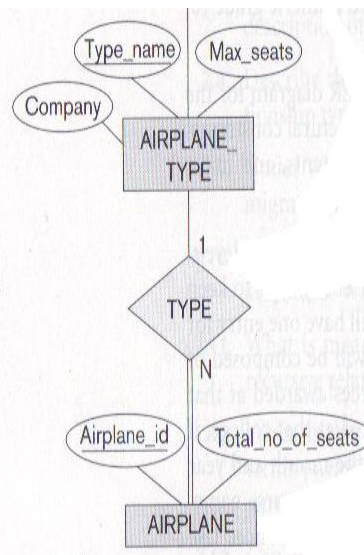 Type_name
Max_seats
Company
AIRPLANE_
TYPE
1
TYPE
N
Airplane_id
Total_no_of_seats
AIRPLANE